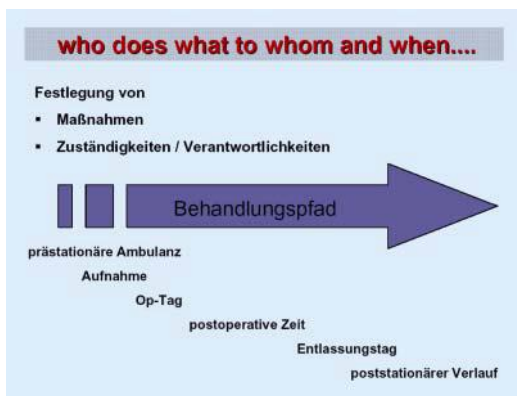 who does what to whom and when....
Festlegung von
▪ Maßnahmen
▪ Zuständigkeiten / Verantwortlichkeiten
Behandlungspfad
prästationäre Ambulanz
Aufnahme
Op-Tag
postoperative Zeit
Entlassungstag
poststationärer Verlauf